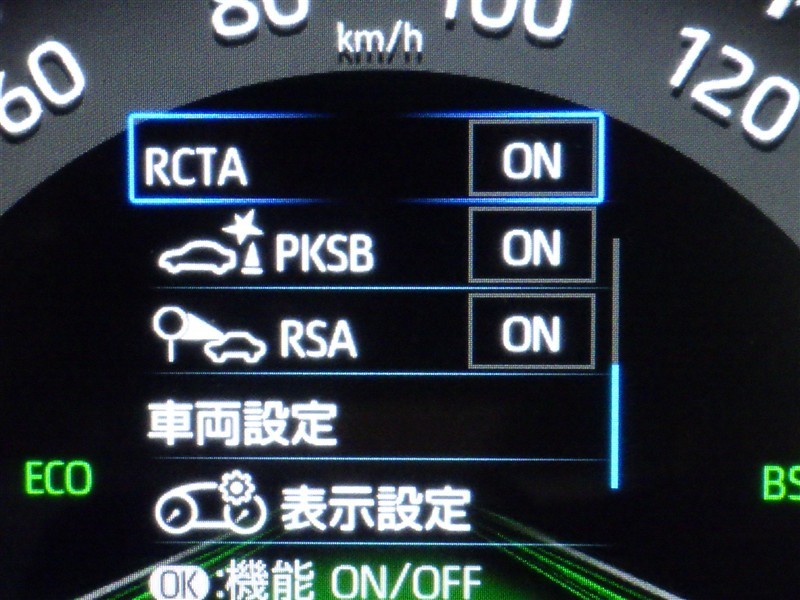 60 80 100 120
km/h
RCTA ON
PKSB ON
RSA ON
車両設定
ECO
表示設定
OK:機能 ON/OFF